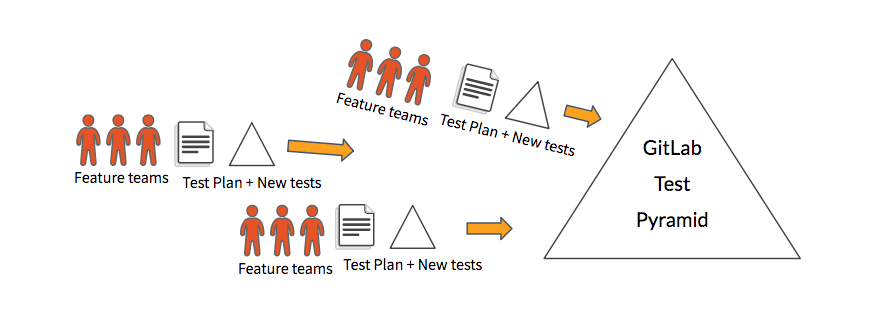 Feature teams
Test Plan + New tests
Feature teams
Test Plan + New tests
Feature teams
Test Plan + New tests
GitLab
Test
Pyramid